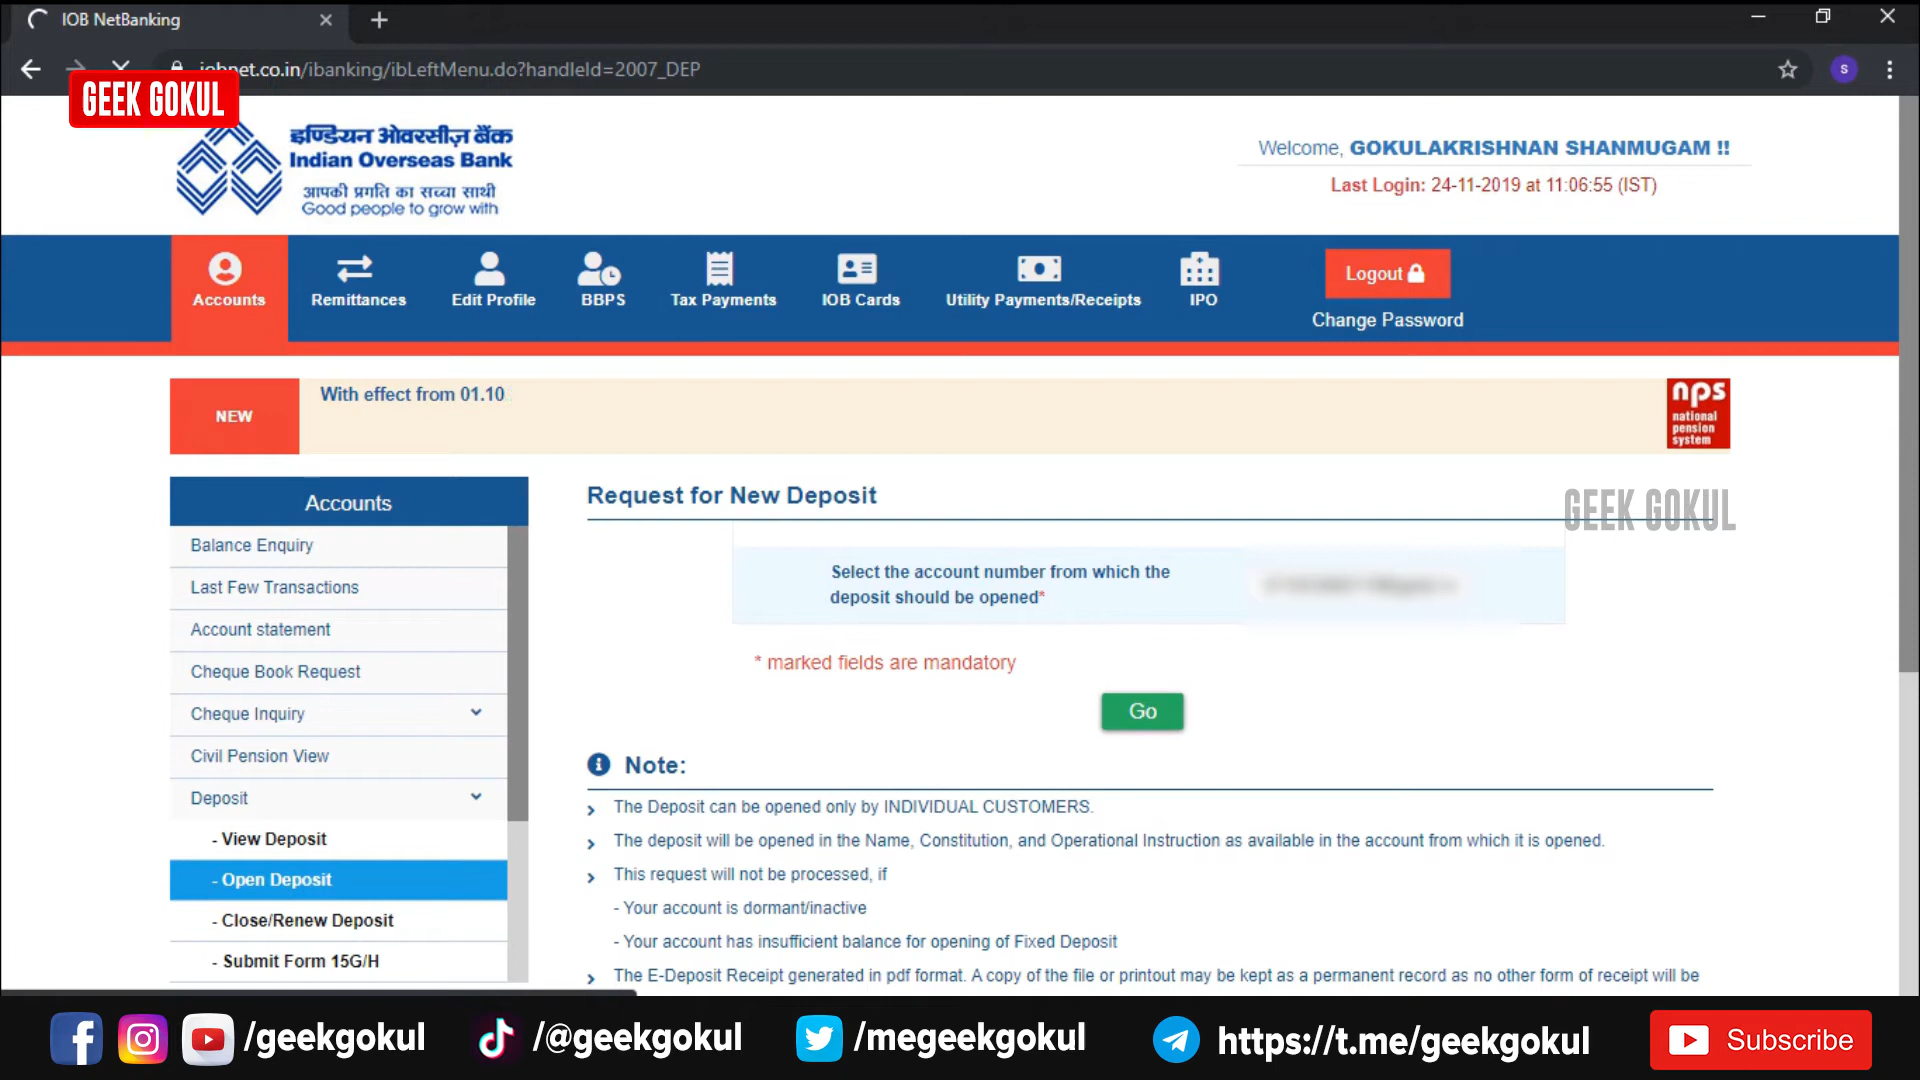 IOB NetBanking
iobnet.co.in/ibanking/ibLeftMenu.do?handleId=2007_DEP
S
GEEK GOKUL
इण्डियन ओवरसीज़ बैंक
Indian Overseas Bank
आपकी प्रगति का सच्चा साथी
Good people to grow with
Welcome, GOKULAKRISHNAN SHANMUGAM !!
Last Login: 24-11-2019 at 11:06:55 (IST)
Accounts
Remittances
Edit Profile
BBPS
Tax Payments
IOB Cards
Utility Payments/Receipts
IPO
Logout
Change Password
NEW
With effect from 01.10
nps
national
pension
system
Accounts
Balance Enquiry
Last Few Transactions
Account statement
Cheque Book Request
Cheque Inquiry
Civil Pension View
Deposit
- View Deposit
- Open Deposit
- Close/Renew Deposit
- Submit Form 15G/H
Request for New Deposit
GEEK GOKUL
Select the account number from which the
deposit should be opened*
* marked fields are mandatory
Go
Note:
The Deposit can be opened only by INDIVIDUAL CUSTOMERS.
The deposit will be opened in the Name, Constitution, and Operational Instruction as available in the account from which it is opened.
This request will not be processed, if
- Your account is dormant/inactive
- Your account has insufficient balance for opening of Fixed Deposit
The E-Deposit Receipt generated in pdf format. A copy of the file or printout may be kept as a permanent record as no other form of receipt will be
/geekgokul
/@geekgokul
/megeekgokul
https://t.me/geekgokul
Subscribe